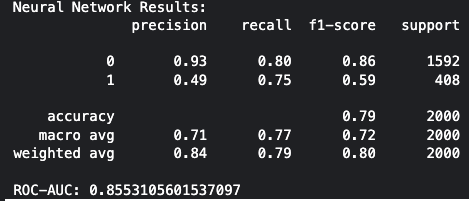 Neural Network Results:
precision recall f1-score support
0 0.93 0.80 0.86 1592
1 0.49 0.75 0.59 408
accuracy 0.79 2000
macro avg 0.71 0.77 0.72 2000
weighted avg 0.84 0.79 0.80 2000
ROC-AUC: 0.8553105601537097